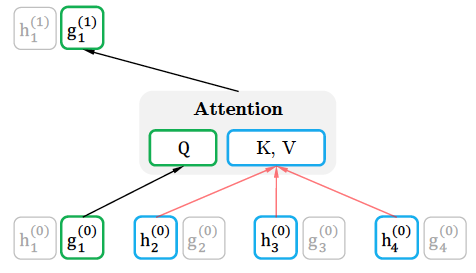 h₁⁽¹⁾ g₁⁽¹⁾
Attention
Q K, V
h₁⁽⁰⁾ g₁⁽⁰⁾ h₂⁽⁰⁾ g₂⁽⁰⁾ h₃⁽⁰⁾ g₃⁽⁰⁾ h₄⁽⁰⁾ g₄⁽⁰⁾